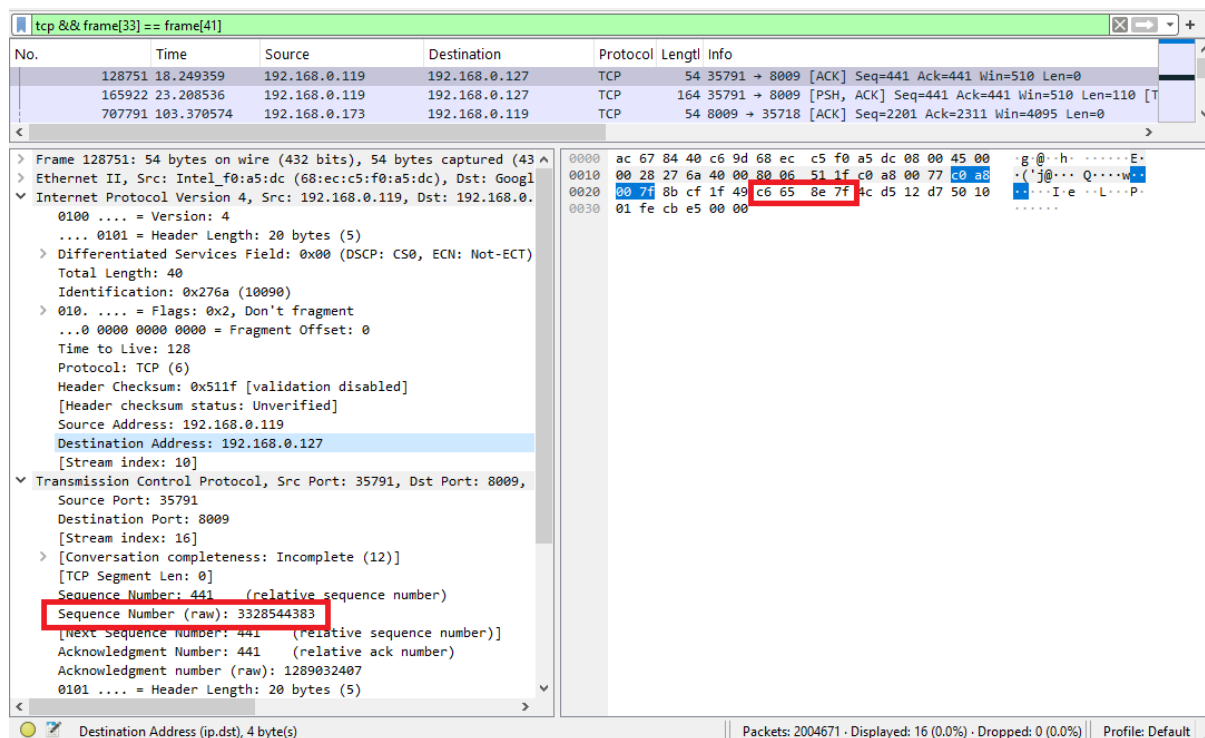 tcp && frame[33] == frame[41]
No. Time Source Destination Protocol Lengtl Info
128751 18.249359 192.168.0.119 192.168.0.127 TCP 54 35791 → 8009 [ACK] Seq=441 Ack=441 Win=510 Len=0
165922 23.208536 192.168.0.119 192.168.0.127 TCP 164 35791 → 8009 [PSH, ACK] Seq=441 Ack=441 Win=510 Len=110 [T
707791 103.370574 192.168.0.173 192.168.0.119 TCP 54 8009 → 35718 [ACK] Seq=2201 Ack=2311 Win=4095 Len=0
Frame 128751: 54 bytes on wire (432 bits), 54 bytes captured (43
Ethernet II, Src: Intel_f0:a5:dc (68:ec:c5:f0:a5:dc), Dst: Googl
Internet Protocol Version 4, Src: 192.168.0.119, Dst: 192.168.0.
0100 .... = Version: 4
.... 0101 = Header Length: 20 bytes (5)
Differentiated Services Field: 0x00 (DSCP: CS0, ECN: Not-ECT)
Total Length: 40
Identification: 0x276a (10090)
010. .... = Flags: 0x2, Don't fragment
...0 0000 0000 0000 = Fragment Offset: 0
Time to Live: 128
Protocol: TCP (6)
Header Checksum: 0x511f [validation disabled]
[Header checksum status: Unverified]
Source Address: 192.168.0.119
Destination Address: 192.168.0.127
[Stream index: 10]
Transmission Control Protocol, Src Port: 35791, Dst Port: 8009,
Source Port: 35791
Destination Port: 8009
[Stream index: 16]
[Conversation completeness: Incomplete (12)]
[TCP Segment Len: 0]
Sequence Number: 441 (relative sequence number)
Sequence Number (raw): 3328544383
[Next Sequence Number: 441 (relative sequence number)]
Acknowledgment Number: 441 (relative ack number)
Acknowledgment number (raw): 1289032407
0101 .... = Header Length: 20 bytes (5)
0000 ac 67 84 40 c6 9d 68 ec c5 f0 a5 dc 08 00 45 00 ·g·@··h· ······E·
0010 00 28 27 6a 40 00 80 06 51 1f c0 a8 00 77 c0 a8 ·('j@··· Q····w··
0020 00 7f 8b cf 1f 49 c6 65 8e 7f 4c d5 12 d7 50 10 ·····I·e ··L···P·
0030 01 fe cb e5 00 00 ······
Destination Address (ip.dst), 4 byte(s)
Packets: 2004671 · Displayed: 16 (0.0%) · Dropped: 0 (0.0%)
Profile: Default